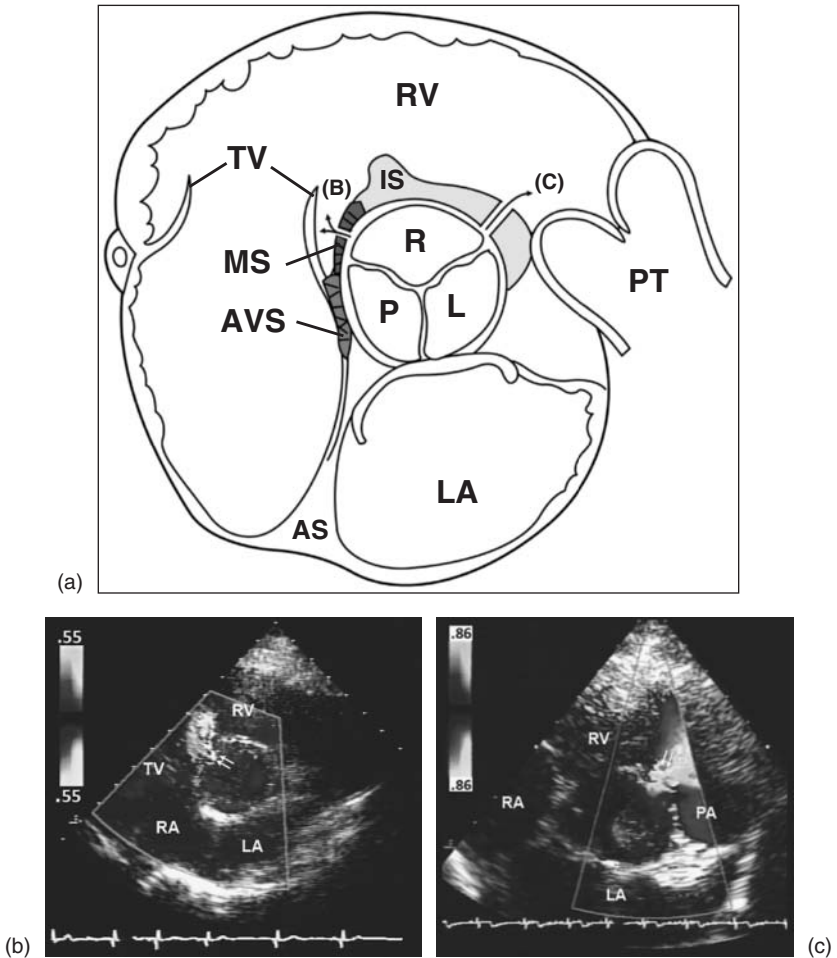 RV
TV
(B)
IS
(C)
R
MS
PT
P
L
AVS
LA
AS
(a)
.55
RV
TV
.55
RA
LA
(b)
.86
RV
.86
RA
PA
LA
(c)